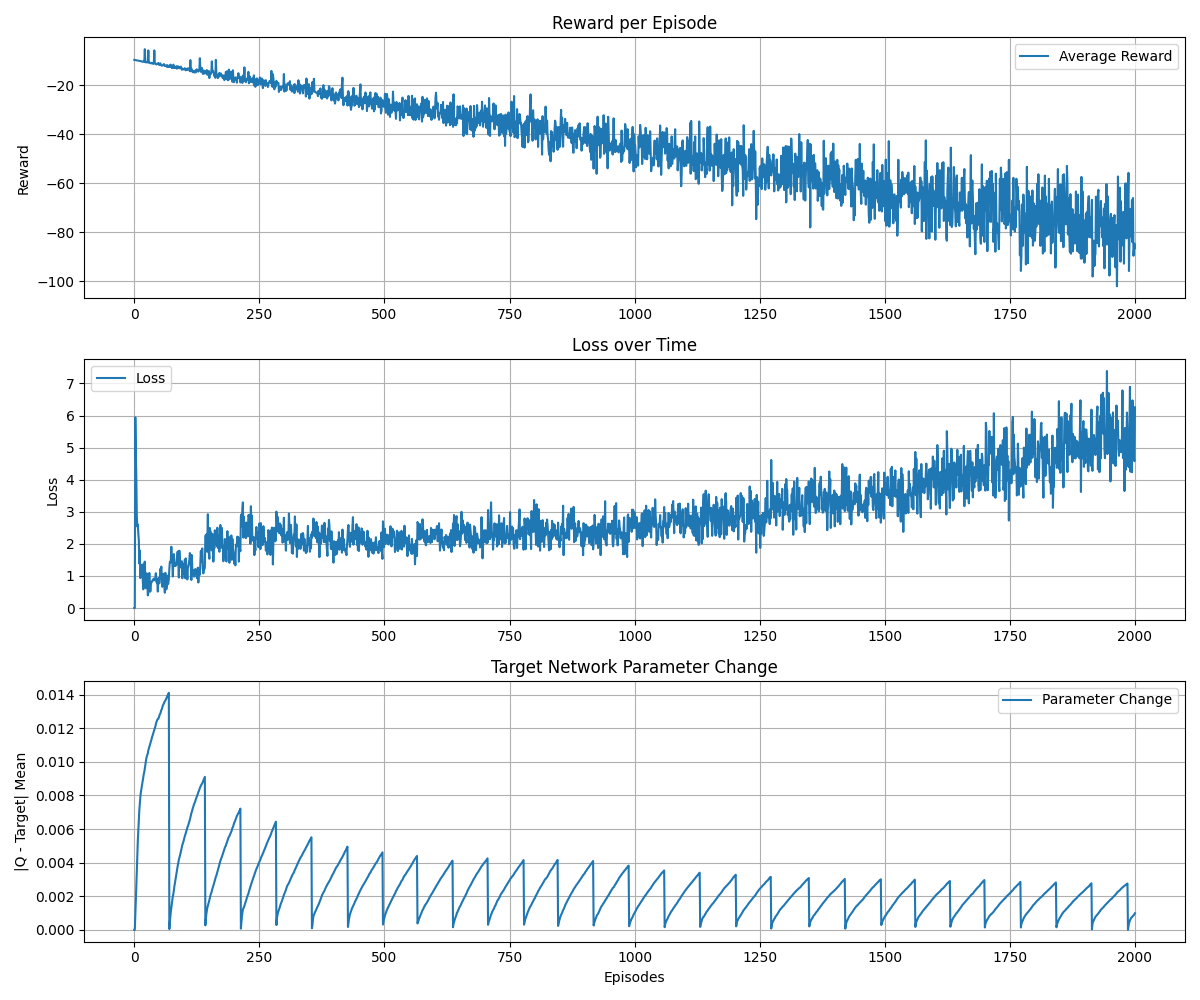 Reward per Episode
Average Reward
Reward
−20
−40
−60
−80
−100
0 250 500 750 1000 1250 1500 1750 2000
Loss over Time
Loss
Loss
7
6
5
4
3
2
1
0
0 250 500 750 1000 1250 1500 1750 2000
Target Network Parameter Change
Parameter Change
|Q - Target| Mean
0.014
0.012
0.010
0.008
0.006
0.004
0.002
0.000
0 250 500 750 1000 1250 1500 1750 2000
Episodes